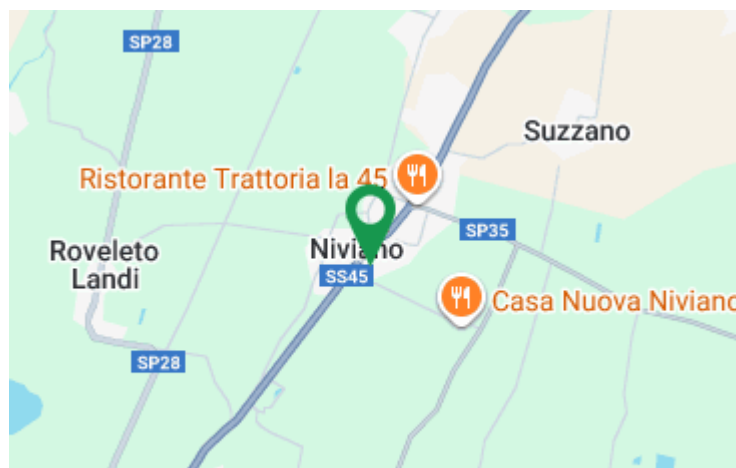 SP28
Suzzano
Ristorante Trattoria la 45
SP35
Niviano
Roveleto
Landi
SS45
Casa Nuova Niviano
SP28